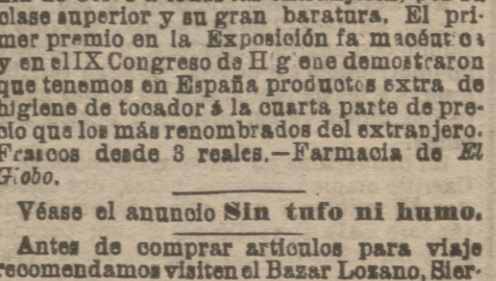 clase superior y su gran baratura. El pri-
mer premio en la Exposición fa macéutica
y en el IX Congreso de H g ene demostraron
que tenemos en España productos extra de
higiene de tocador á la cuarta parte de pre-
cio que los más renombrados del extranjero.
Frascos desde 3 reales.—Farmacia de El
Globo.
Véase el anuncio Sin tufo ni humo.
Antes de comprar artículos para viaje
recomendamos visiten el Bazar Lozano, Sier-